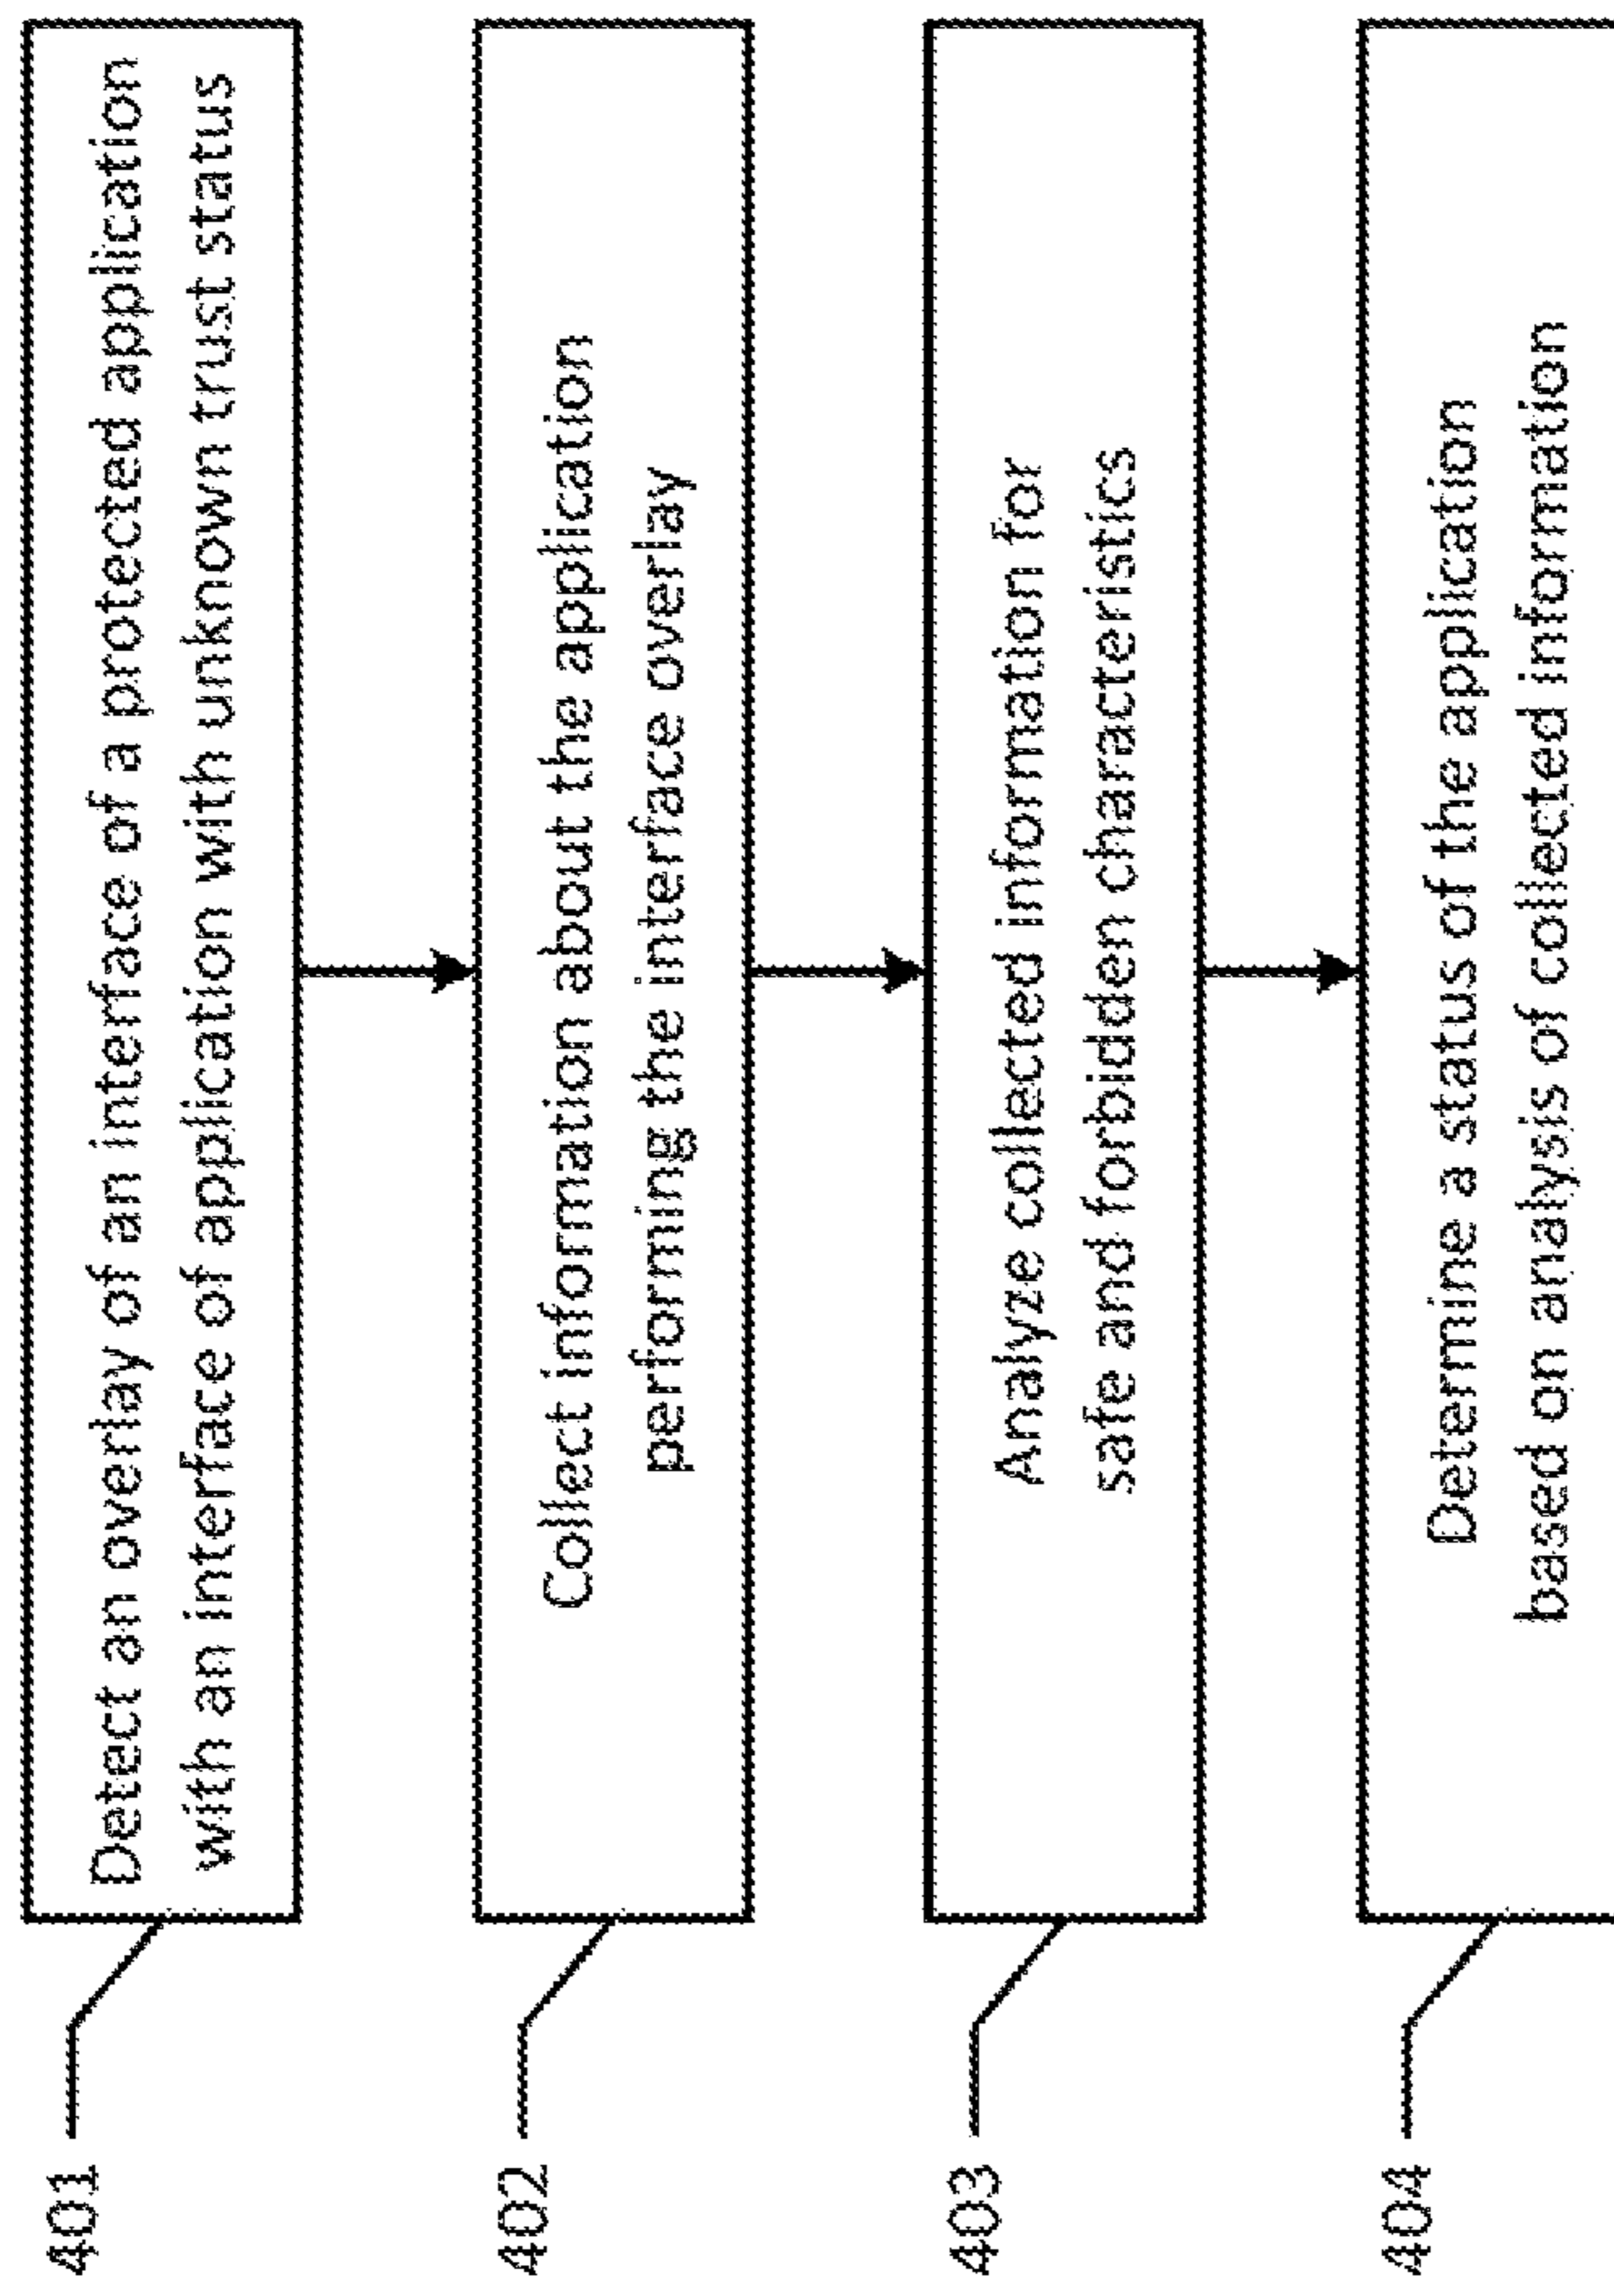 401
Detect an overlay of an interface of a protected application
with an interface of application with unknown trust status
402
Collect information about the application
performing the interface overlay
403
Analyze collected information for
safe and forbidden characteristics
404
Determine a status of the application
based on analysis of collected information